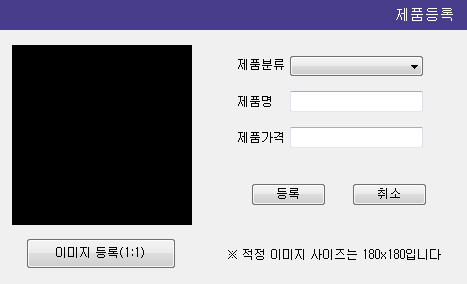 제품등록
제품분류
제품명
제품가격
등록 취소
이미지 등록(1:1)
※ 적정 이미지 사이즈는 180x180입니다